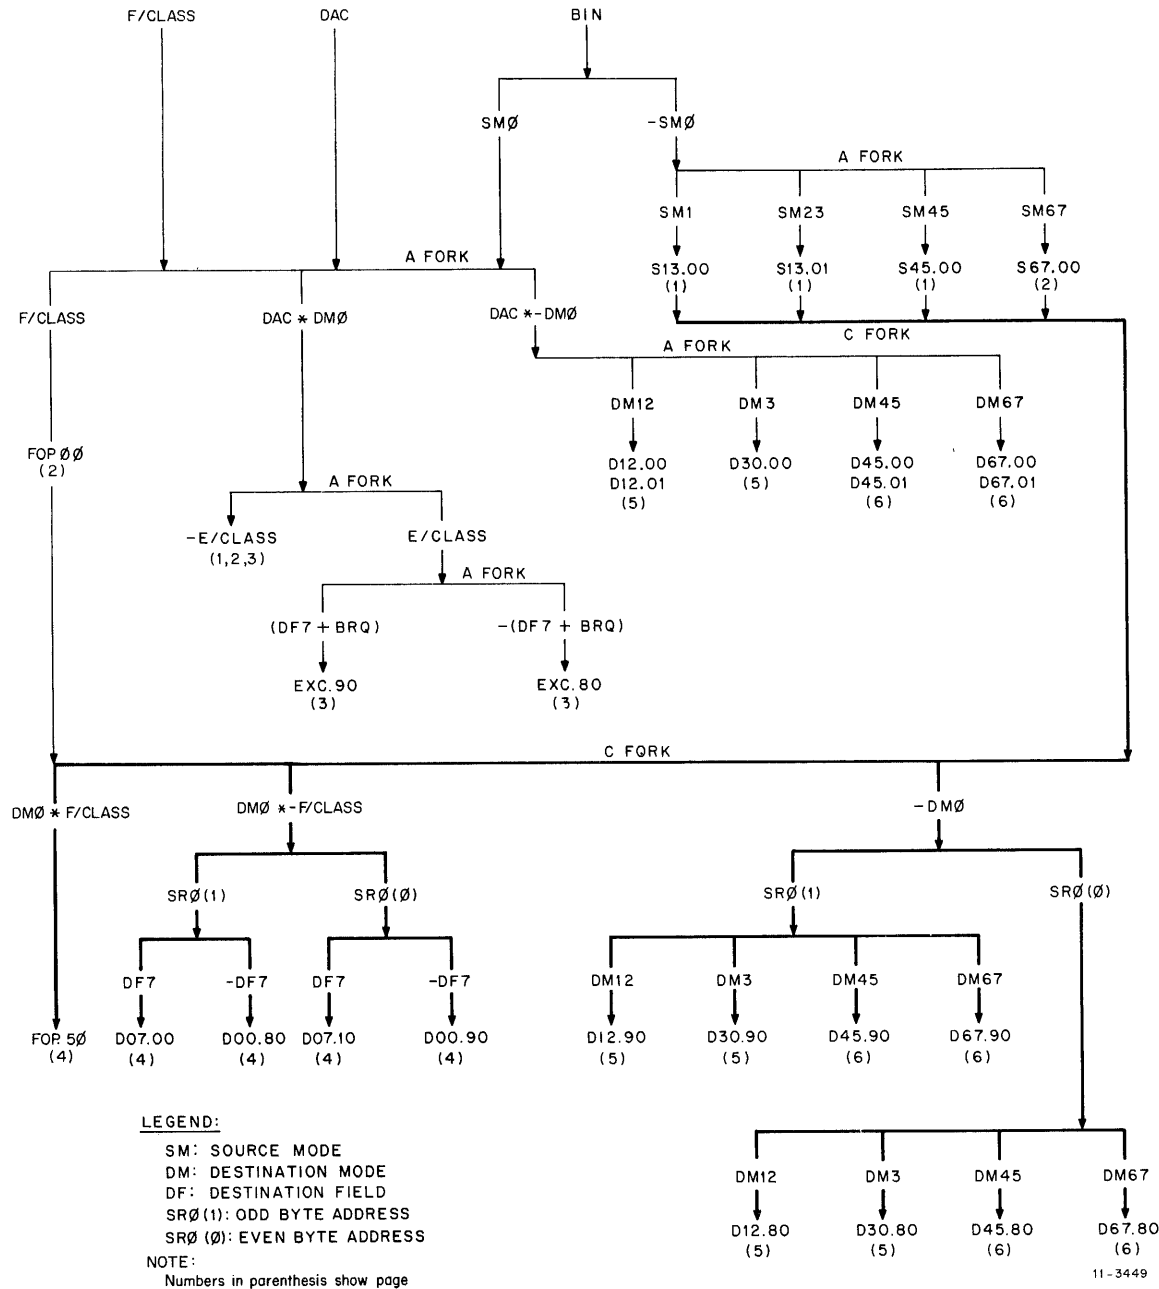 F/CLASS
DAC
BIN
SMØ
-SMØ
A FORK
SM1
SM23
SM45
SM67
S13.00
(1)
S13.01
(1)
S45.00
(1)
S67.00
(2)
A FORK
F/CLASS
DAC * DMØ
DAC * -DMØ
C FORK
A FORK
DM12
DM3
DM45
DM67
FOP ØØ
(2)
D12.00
D12.01
(5)
D30.00
(5)
D45.00
D45.01
(6)
D67.00
D67.01
(6)
A FORK
-E/CLASS
(1,2,3)
E/CLASS
A FORK
(DF7 + BRQ)
-(DF7 + BRQ)
EXC.90
(3)
EXC.80
(3)
C FORK
DMØ * F/CLASS
DMØ * -F/CLASS
-DMØ
SRØ(1)
SRØ(Ø)
SRØ(1)
SRØ(Ø)
DF7
-DF7
DF7
-DF7
DM12
DM3
DM45
DM67
FOP.5Ø
(4)
D07.00
(4)
D00.80
(4)
D07.10
(4)
D00.90
(4)
D12.90
(5)
D30.90
(5)
D45.90
(6)
D67.90
(6)
DM12
DM3
DM45
DM67
D12.80
(5)
D30.80
(5)
D45.80
(6)
D67.80
(6)
LEGEND:
SM: SOURCE MODE
DM: DESTINATION MODE
DF: DESTINATION FIELD
SRØ(1): ODD BYTE ADDRESS
SRØ (Ø): EVEN BYTE ADDRESS
NOTE:
Numbers in parenthesis show page
11-3449